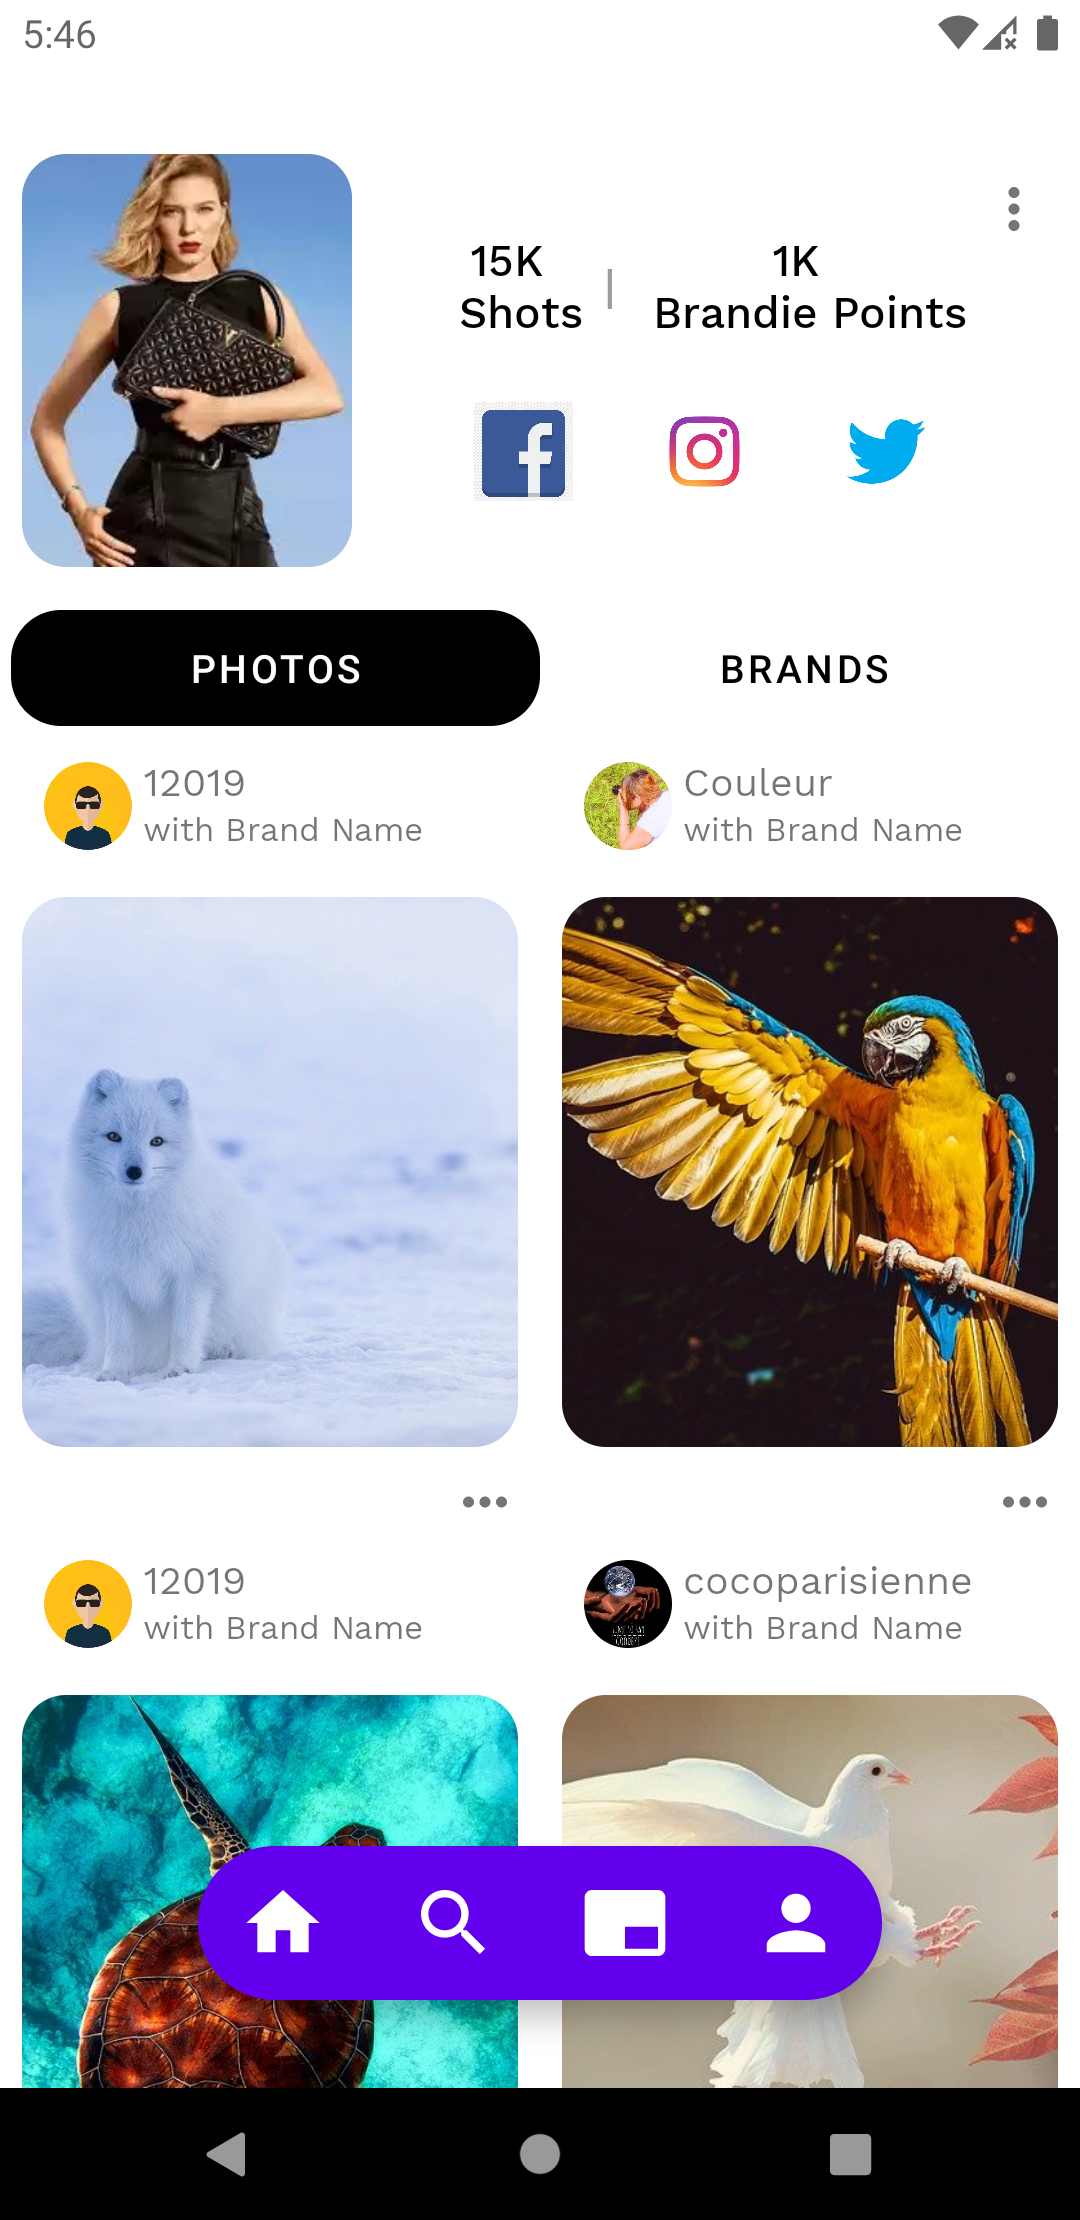 5:46
15K
Shots
1K
Brandie Points
PHOTOS
BRANDS
12019
with Brand Name
Couleur
with Brand Name
12019
with Brand Name
cocoparisienne
with Brand Name